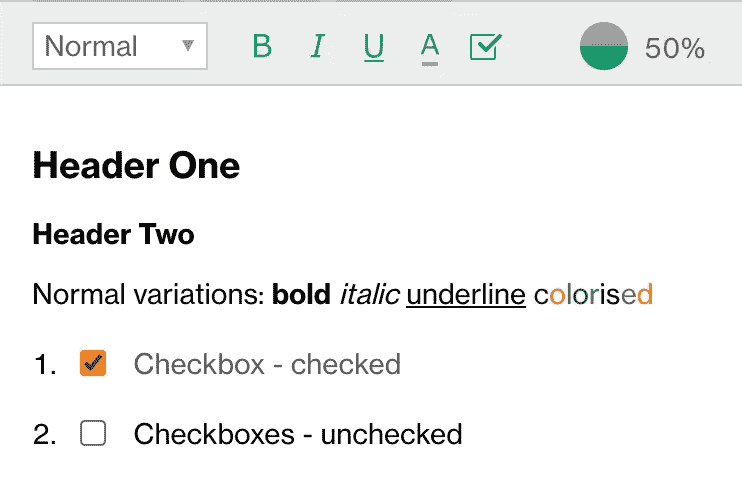 Normal B I U A 50%
Header One
Header Two
Normal variations: bold italic underline colorised
1. Checkbox - checked
2. Checkboxes - unchecked